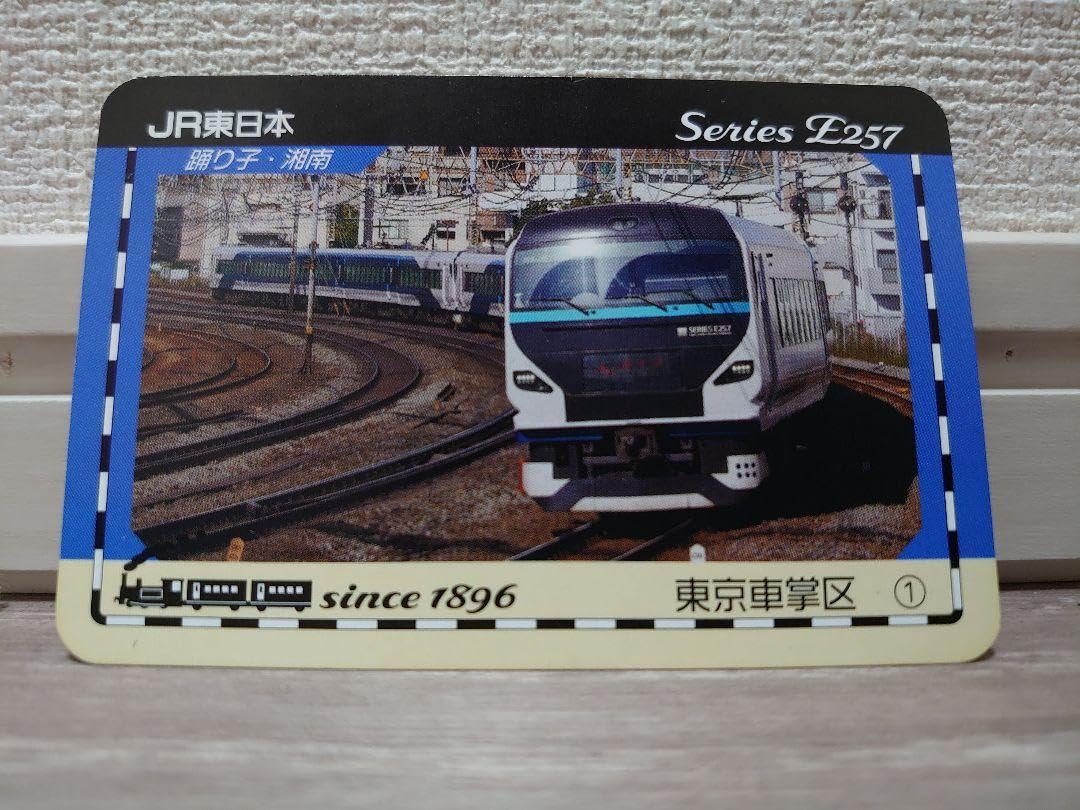 JR東日本
Series E257
踊り子・湘南
SERIES E257
since 1896
東京車掌区 ①